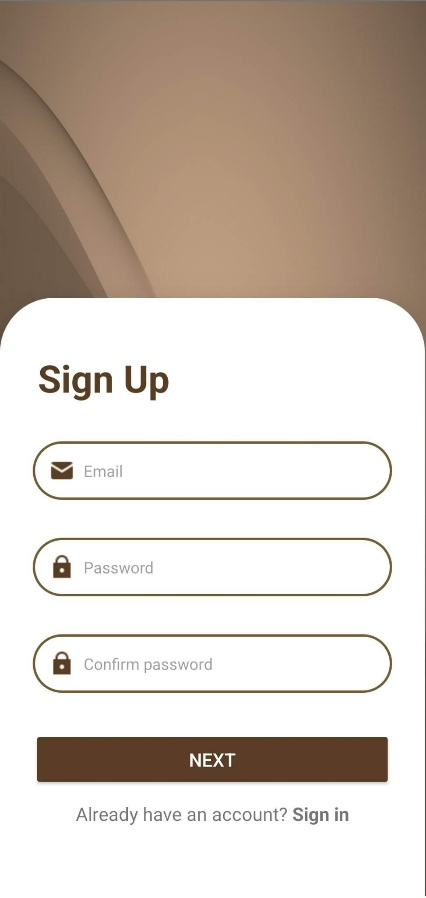 Sign Up
Email
Password
Confirm password
NEXT
Already have an account? Sign in